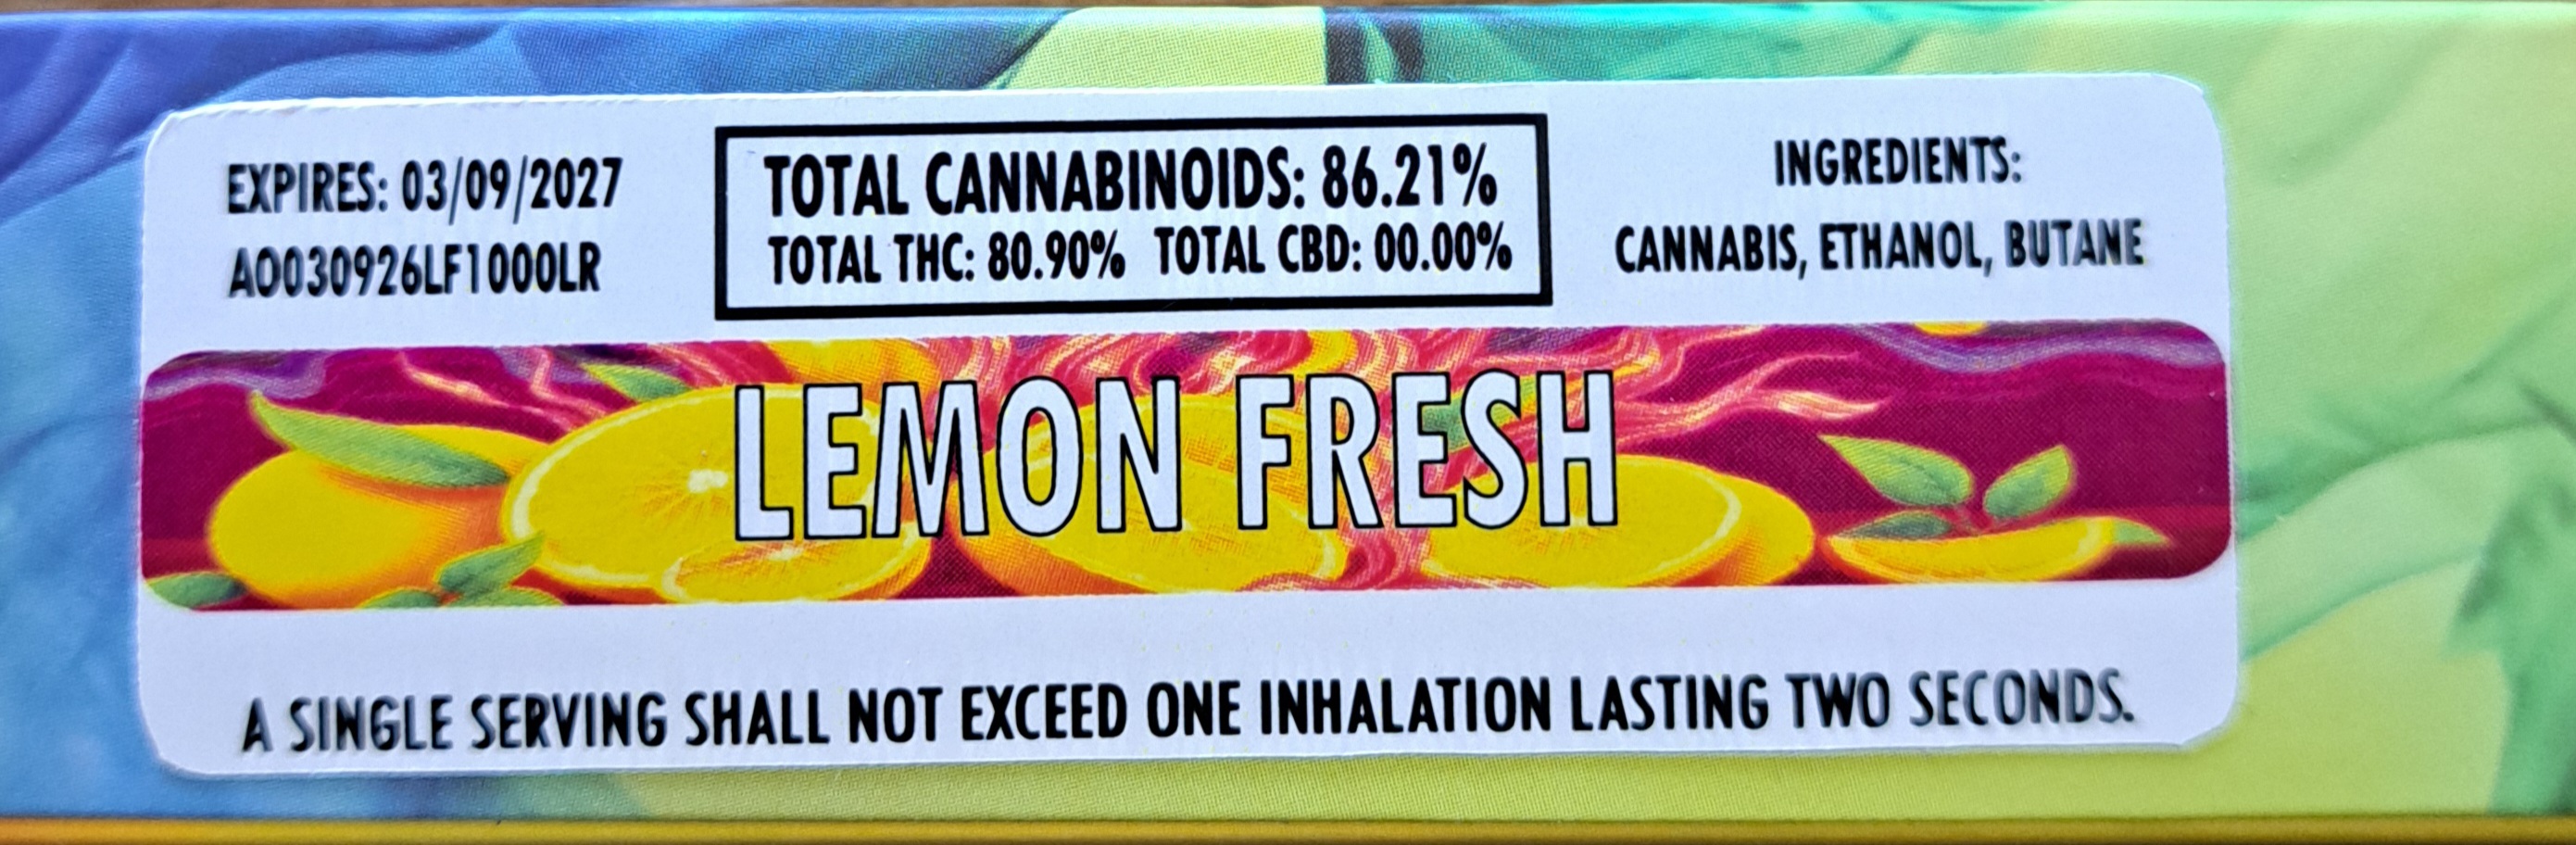 EXPIRES: 03/09/2027
AO030926LF1000LR
TOTAL CANNABINOIDS: 86.21%
TOTAL THC: 80.90% TOTAL CBD: 00.00%
INGREDIENTS:
CANNABIS, ETHANOL, BUTANE
LEMON FRESH
A SINGLE SERVING SHALL NOT EXCEED ONE INHALATION LASTING TWO SECONDS.